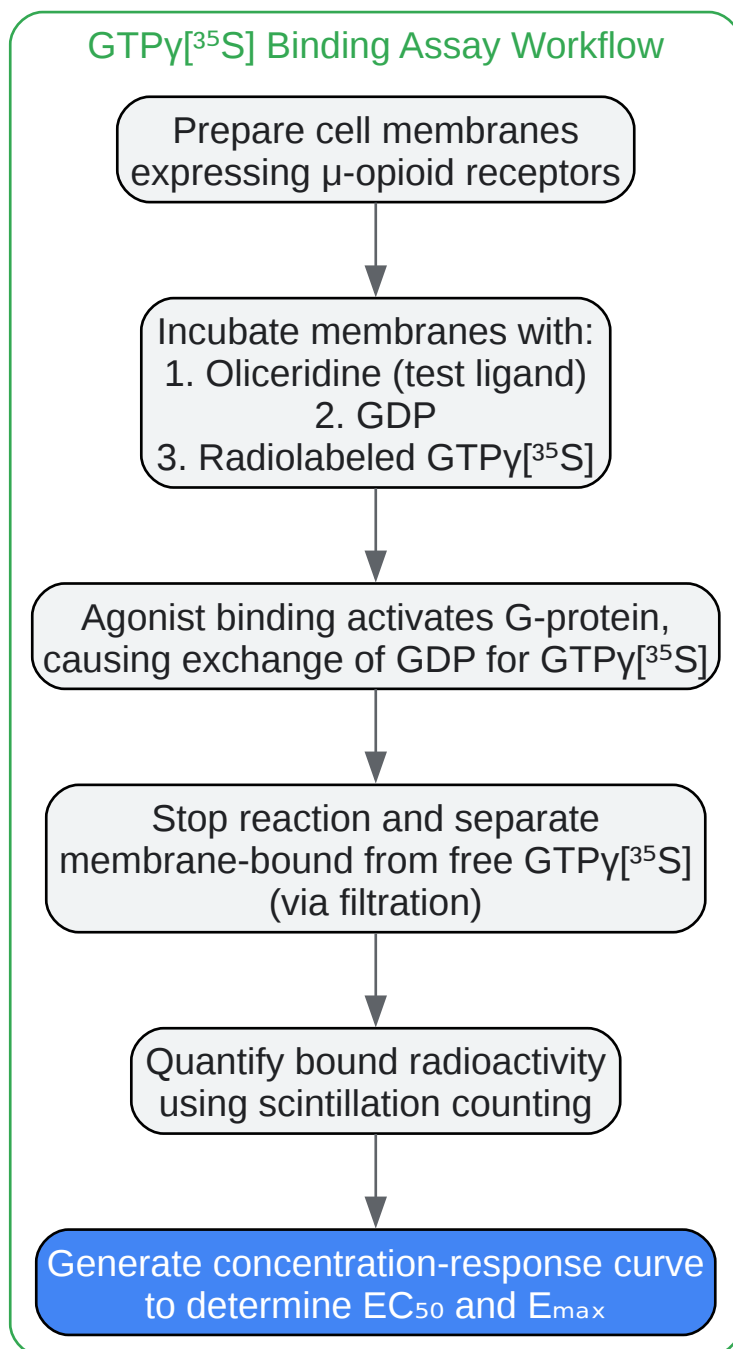 GTPγ[³⁵S] Binding Assay Workflow
Prepare cell membranes
expressing μ-opioid receptors
Incubate membranes with:
1. Oliceridine (test ligand)
2. GDP
3. Radiolabeled GTPγ[³⁵S]
Agonist binding activates G-protein,
causing exchange of GDP for GTPγ[³⁵S]
Stop reaction and separate
membrane-bound from free GTPγ[³⁵S]
(via filtration)
Quantify bound radioactivity
using scintillation counting
Generate concentration-response curve
to determine EC₅₀ and Eₘₐₓ